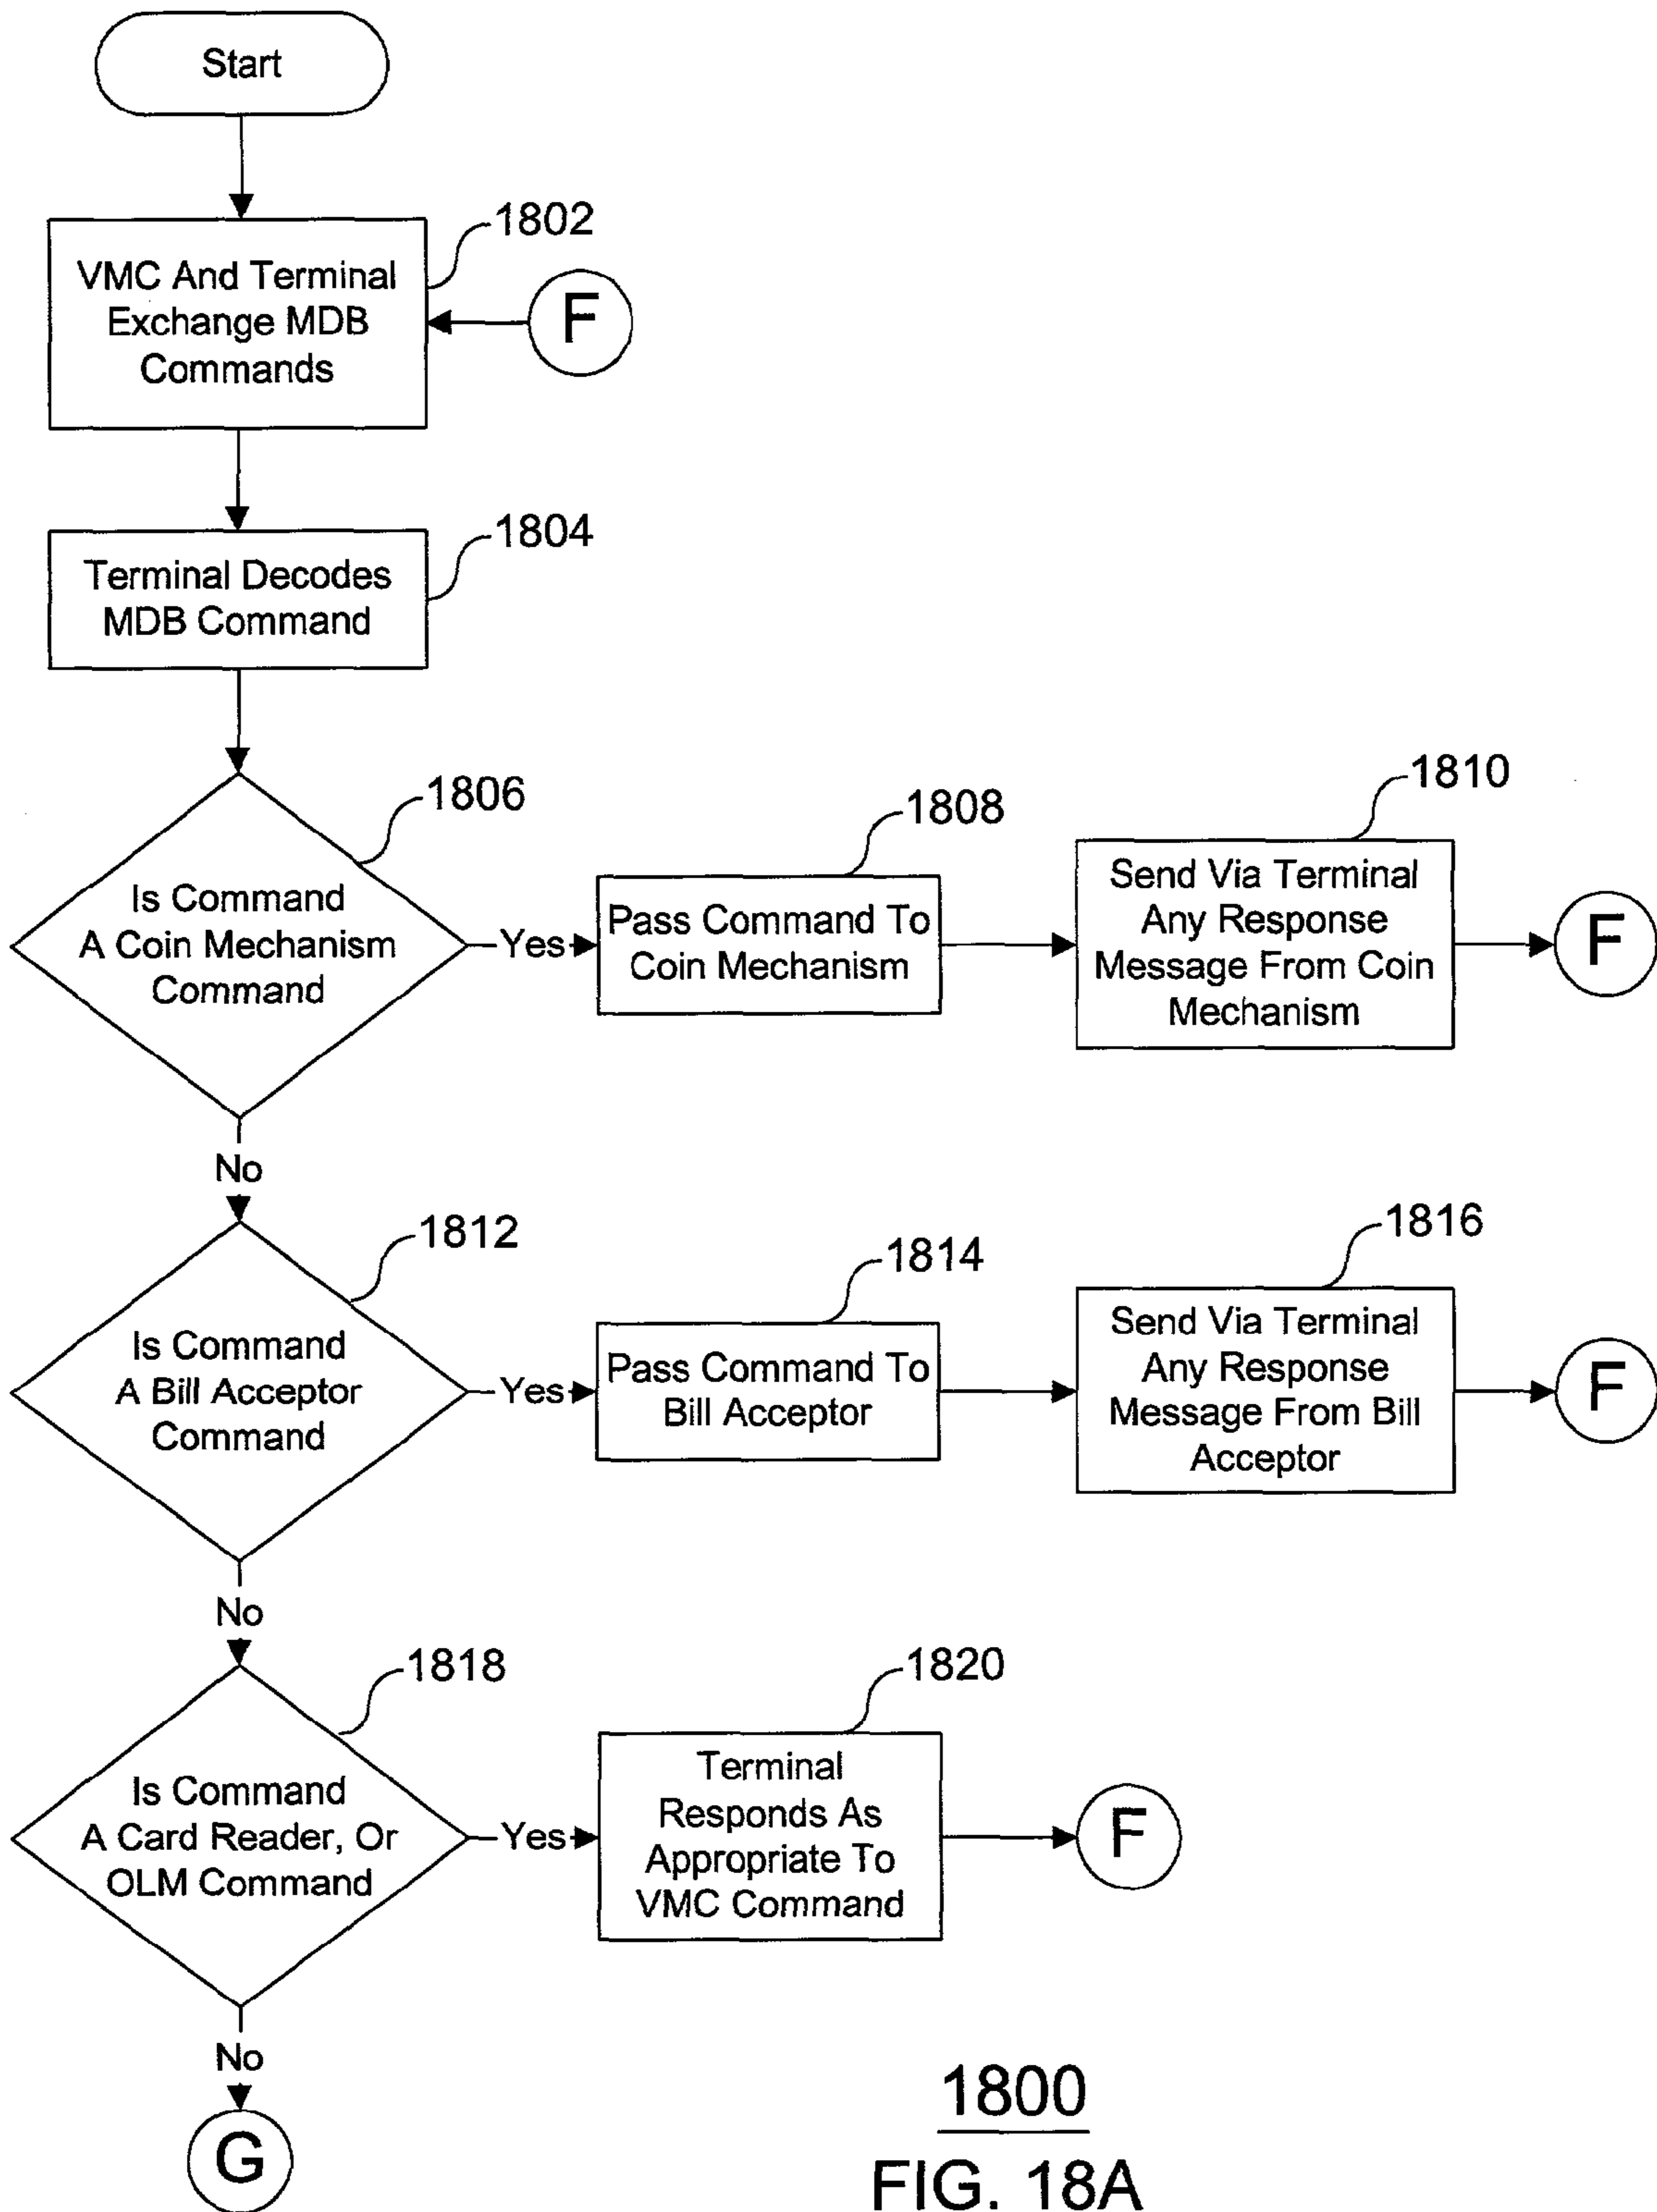 Start
1802
VMC And Terminal
Exchange MDB
Commands
F
1804
Terminal Decodes
MDB Command
1806
Is Command
A Coin Mechanism
Command
Yes
1808
Pass Command To
Coin Mechanism
1810
Send Via Terminal
Any Response
Message From Coin
Mechanism
F
No
1812
Is Command
A Bill Acceptor
Command
Yes
1814
Pass Command To
Bill Acceptor
1816
Send Via Terminal
Any Response
Message From Bill
Acceptor
F
No
1818
Is Command
A Card Reader, Or
OLM Command
Yes
1820
Terminal
Responds As
Appropriate To
VMC Command
F
No
G
1800
FIG. 18A